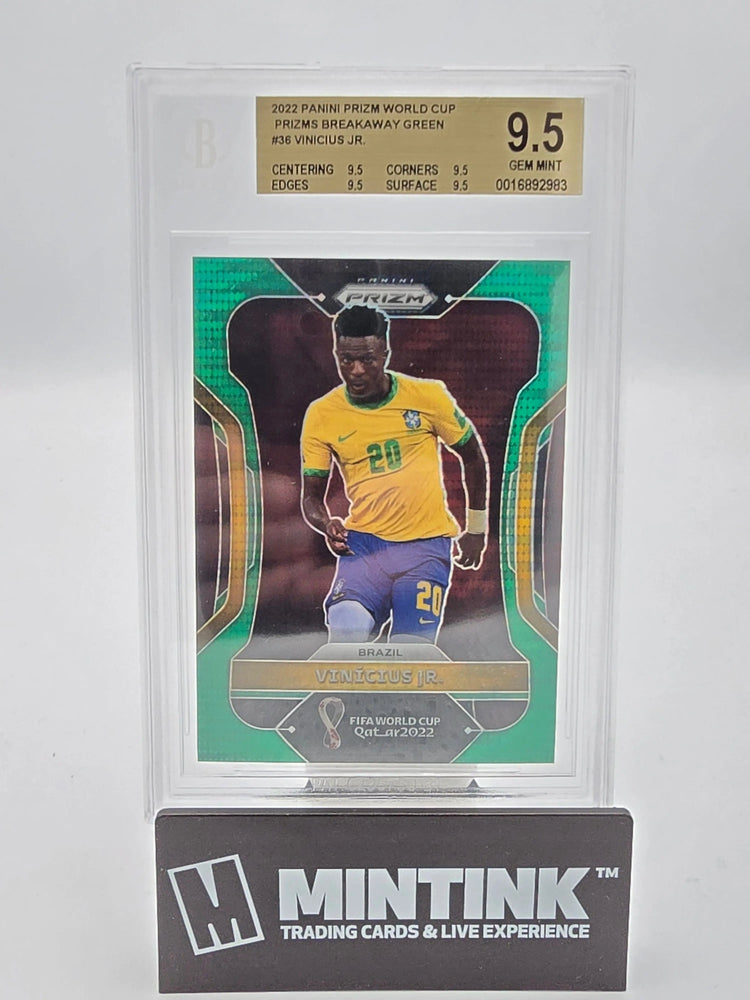 2022 PANINI PRIZM WORLD CUP
PRIZMS BREAKAWAY GREEN
#36 VINICIUS JR.
9.5
GEM MINT
CENTERING 9.5 CORNERS 9.5
EDGES 9.5 SURFACE 9.5
0016892983
PANINI
PRIZM
20
20
BRAZIL
VINÍCIUS JR.
FIFA WORLD CUP
Qatar2022
M MINTINK™
TRADING CARDS & LIVE EXPERIENCE